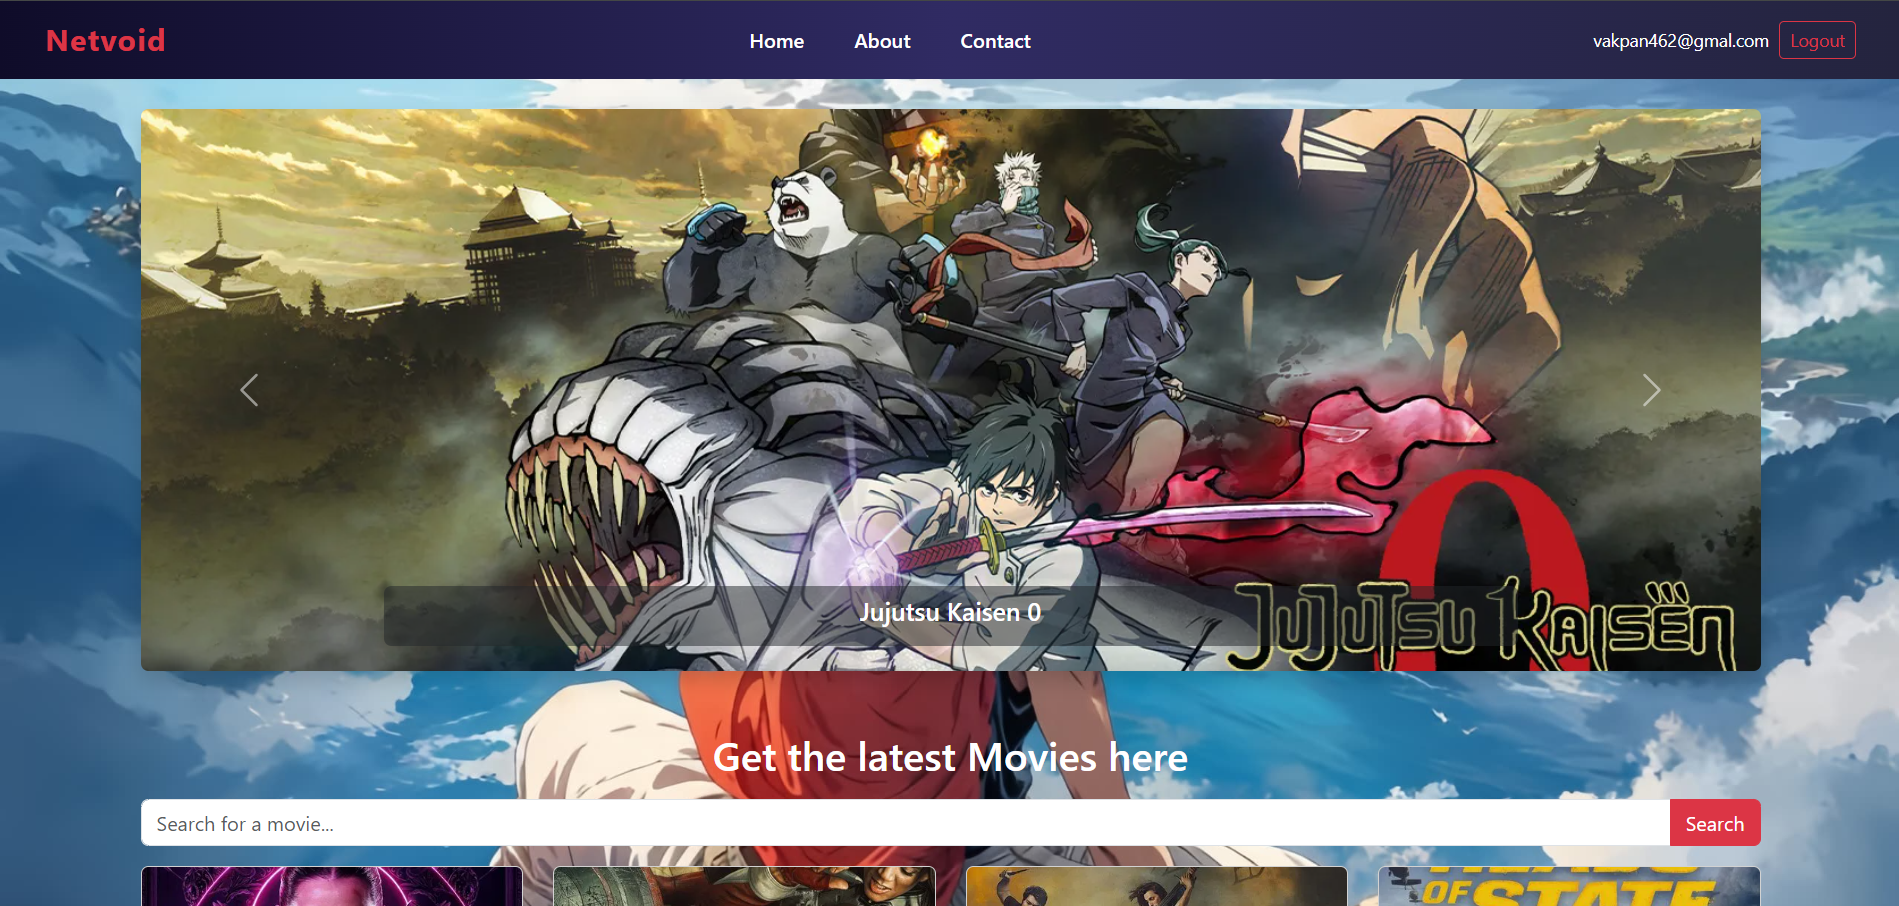 Netvoid
Home About Contact
vakpan462@gmal.com Logout
Jujutsu Kaisen 0
0
JUJUTSU KAISEN
Get the latest Movies here
Search for a movie... Search
HEADS
OF STATE